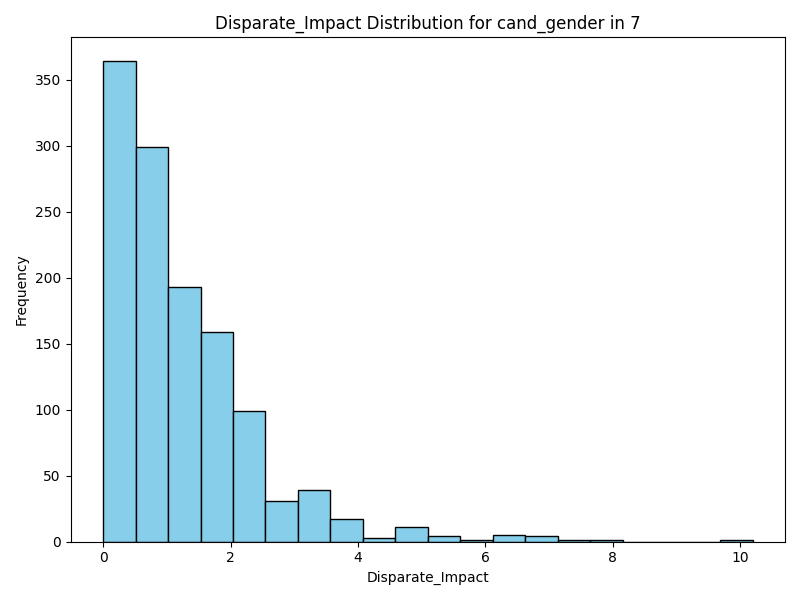 Disparate_Impact Distribution for cand_gender in 7
350
300
250
200
150
100
50
0
Frequency
0 2 4 6 8 10
Disparate_Impact